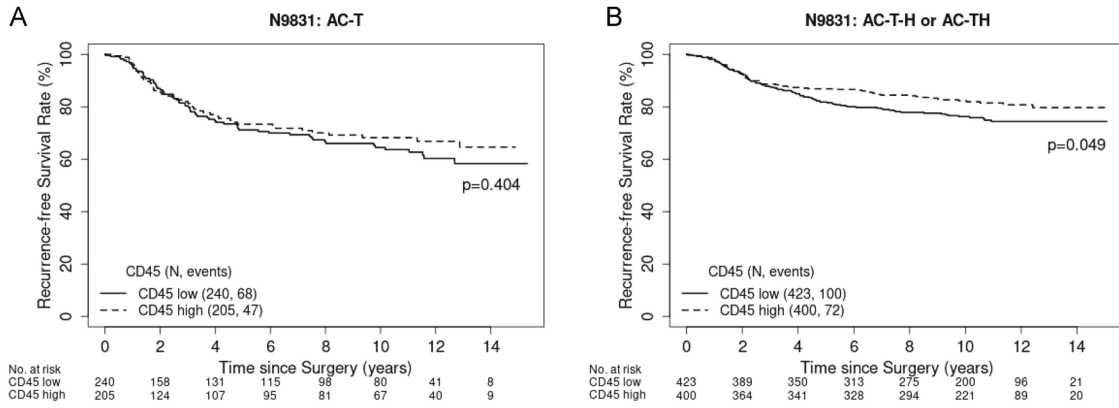 A
N9831: AC-T
Recurrence-free Survival Rate (%)
100
80
60
40
20
0
p=0.404
CD45 (N, events)
CD45 low (240, 68)
CD45 high (205, 47)
0 2 4 6 8 10 12 14
Time since Surgery (years)
No. at risk
CD45 low 240 158 131 115 98 80 41 8
CD45 high 205 124 107 95 81 67 40 9
B
N9831: AC-T-H or AC-TH
Recurrence-free Survival Rate (%)
100
80
60
40
20
0
p=0.049
CD45 (N, events)
CD45 low (423, 100)
CD45 high (400, 72)
0 2 4 6 8 10 12 14
Time since Surgery (years)
No. at risk
CD45 low 423 389 350 313 275 200 96 21
CD45 high 400 364 341 328 294 221 89 20